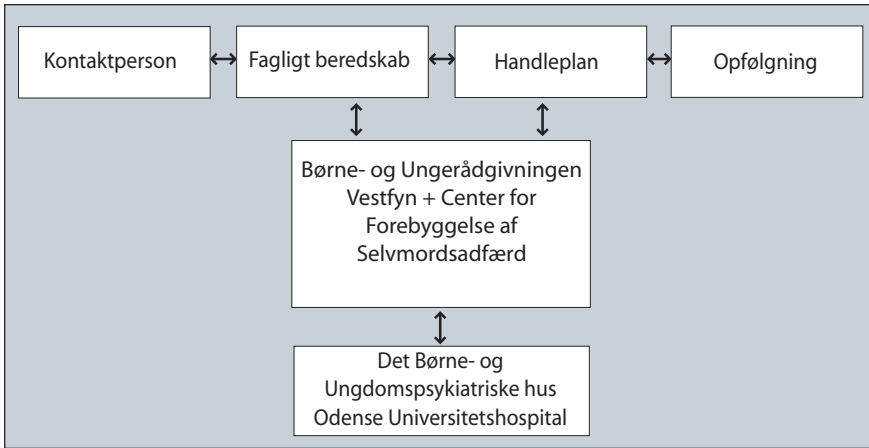 Kontaktperson
Fagligt beredskab
Handleplan
Opfølgning
Børne- og Ungerådgivningen
Vestfyn + Center for
Forebyggelse af
Selvmordsadfærd
Det Børne- og
Ungdomspsykiatriske hus
Odense Universitetshospital